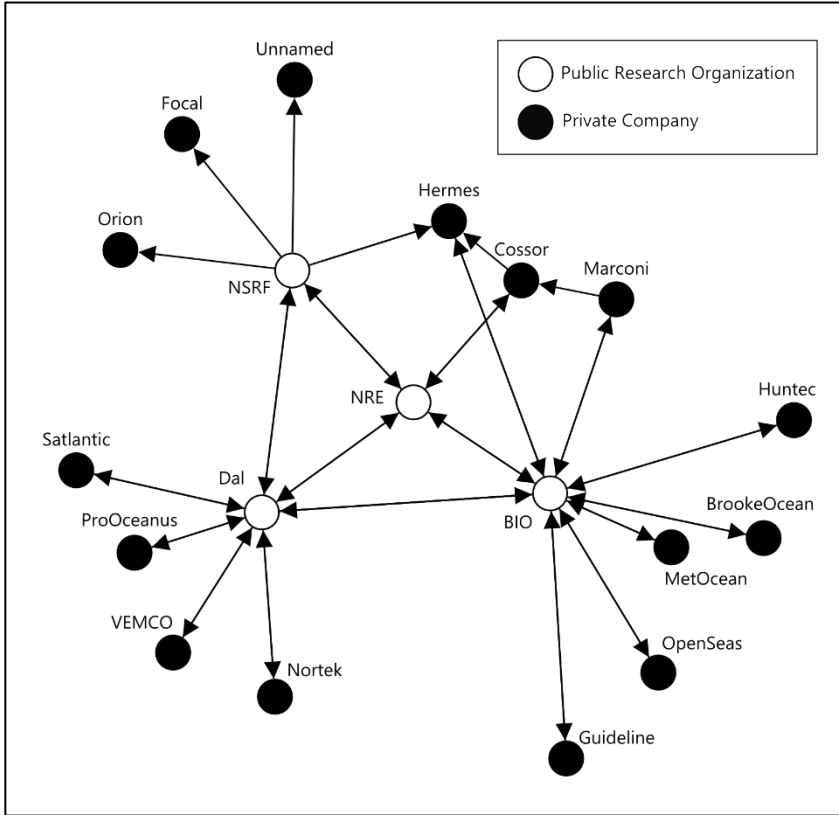 Unnamed
Public Research Organization
Focal
Private Company
Hermes
Orion
Cossor
Marconi
NSRF
NRE
Huntec
Satlantic
Dal
BrookeOcean
ProOceanus
BIO
MetOcean
VEMCO
OpenSeas
Nortek
Guideline